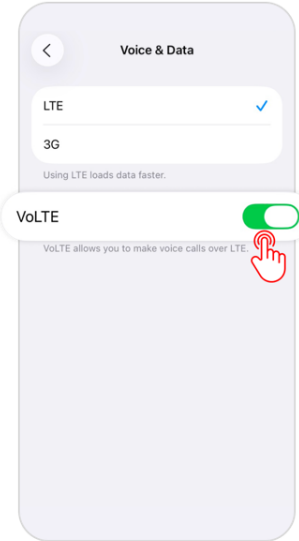 Voice & Data
LTE
3G
Using LTE loads data faster.
VoLTE
VoLTE allows you to make voice calls over LTE.